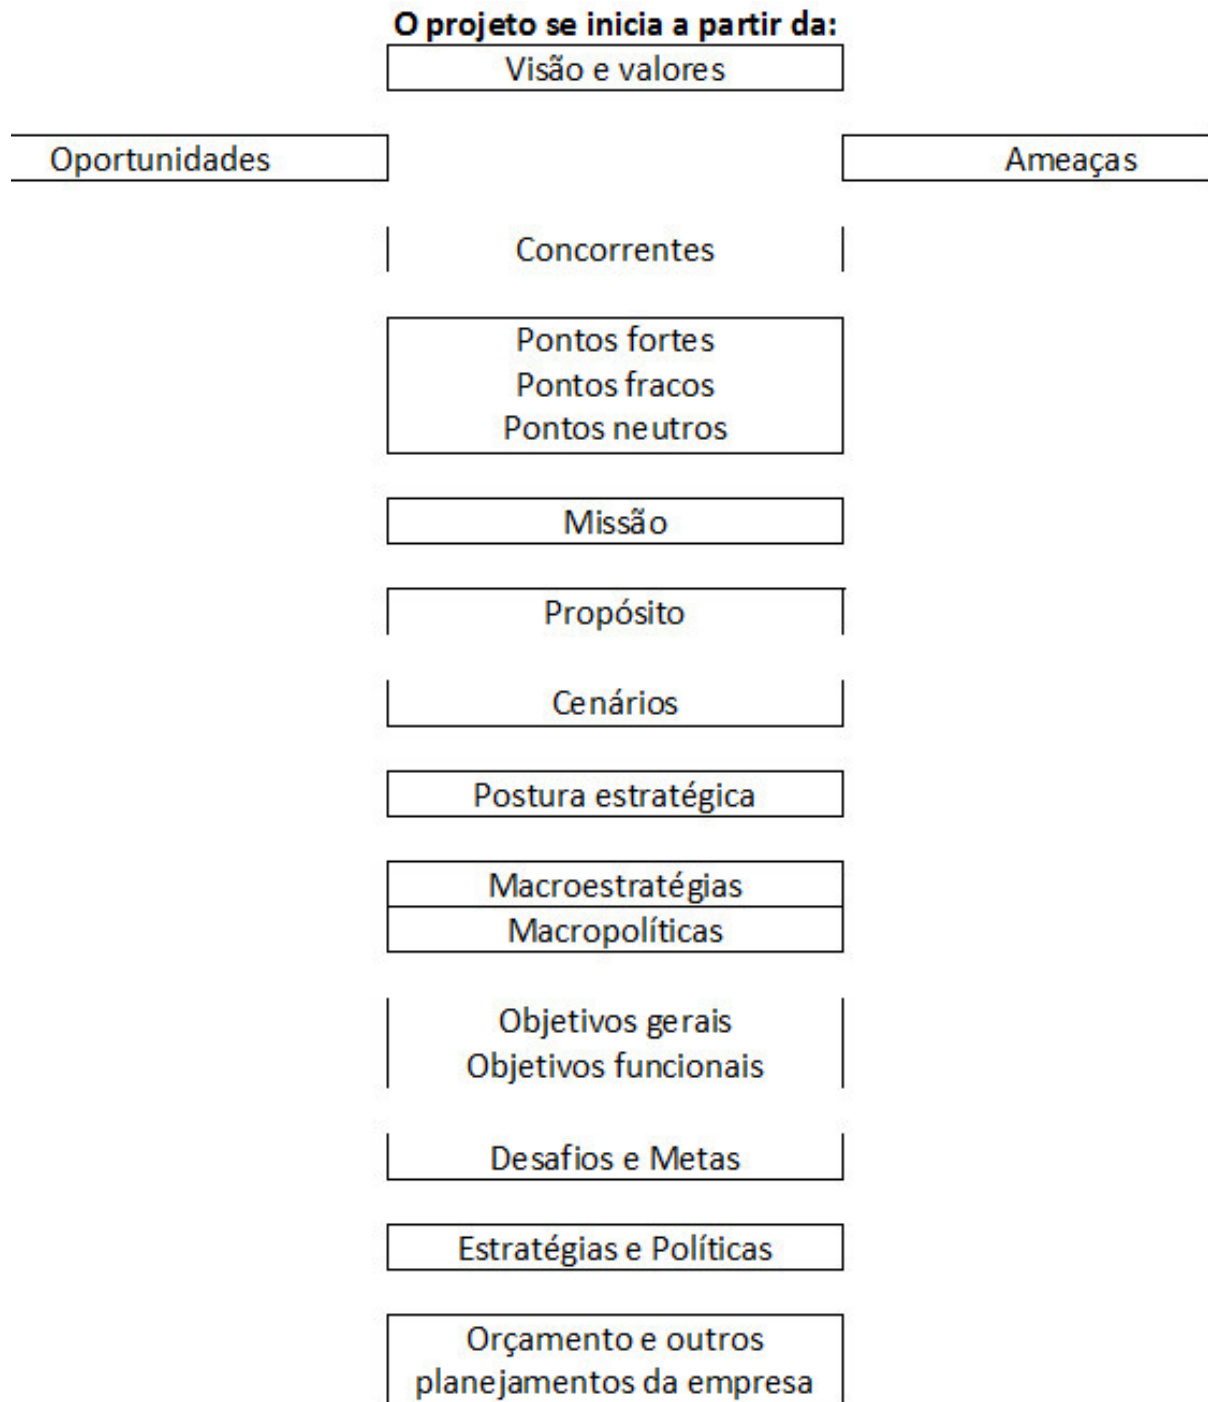 O projeto se inicia a partir da:
Visão e valores
Oportunidades
Ameaças
Concorrentes
Pontos fortes
Pontos fracos
Pontos neutros
Missão
Propósito
Cenários
Postura estratégica
Macroestratégias
Macropolíticas
Objetivos gerais
Objetivos funcionais
Desafios e Metas
Estratégias e Políticas
Orçamento e outros
planejamentos da empresa